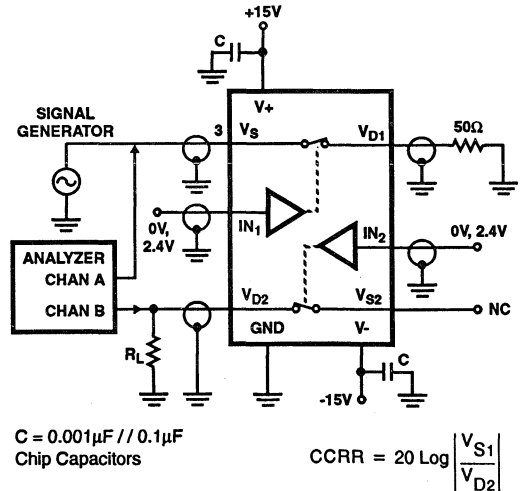 +15V
C
V+
SIGNAL
GENERATOR
3
VS
VD1
50Ω
0V,
2.4V
IN1
IN2
0V, 2.4V
ANALYZER
CHAN A
CHAN B
VD2
VS2
NC
GND
V-
RL
C
-15V
C = 0.001μF // 0.1μF
Chip Capacitors
CCRR = 20 Log |VS1/VD2|